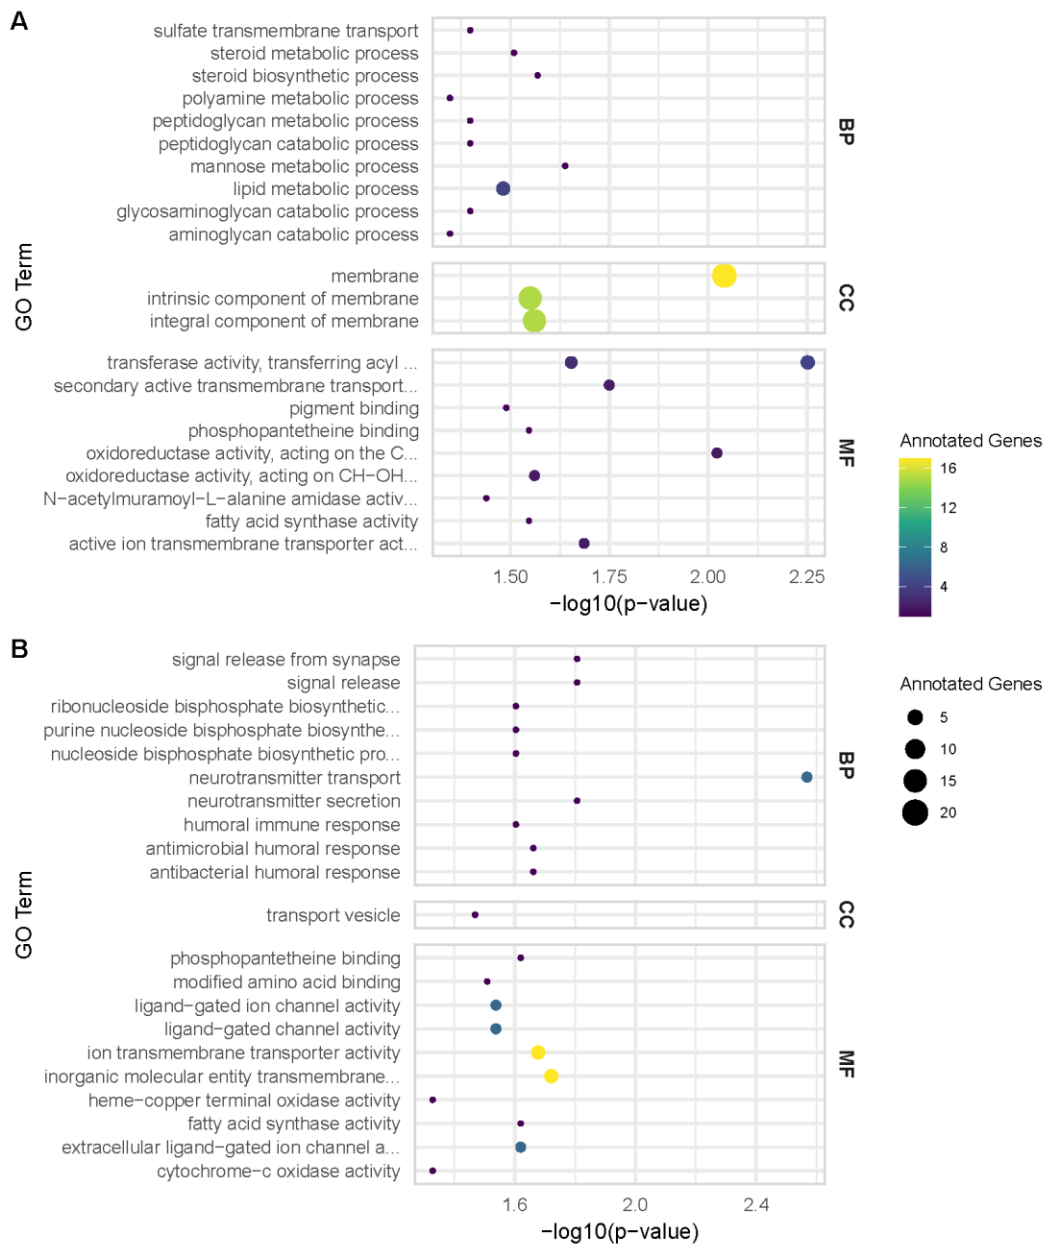 A
sulfate transmembrane transport
steroid metabolic process
steroid biosynthetic process
polyamine metabolic process
peptidoglycan metabolic process
peptidoglycan catabolic process
mannose metabolic process
lipid metabolic process
glycosaminoglycan catabolic process
aminoglycan catabolic process
BP
membrane
intrinsic component of membrane
integral component of membrane
CC
GO Term
transferase activity, transferring acyl ...
secondary active transmembrane transport...
pigment binding
phosphopantetheine binding
oxidoreductase activity, acting on the C...
oxidoreductase activity, acting on CH−OH...
N−acetylmuramoyl−L−alanine amidase activ...
fatty acid synthase activity
active ion transmembrane transporter act...
MF
1.50 1.75 2.00 2.25
−log10(p−value)
Annotated Genes
16
12
8
4
B
signal release from synapse
signal release
ribonucleoside bisphosphate biosynthetic...
purine nucleoside bisphosphate biosynthe...
nucleoside bisphosphate biosynthetic pro...
neurotransmitter transport
neurotransmitter secretion
humoral immune response
antimicrobial humoral response
antibacterial humoral response
BP
Annotated Genes
5
10
15
20
transport vesicle
CC
GO Term
phosphopantetheine binding
modified amino acid binding
ligand−gated ion channel activity
ligand−gated channel activity
ion transmembrane transporter activity
inorganic molecular entity transmembrane...
heme−copper terminal oxidase activity
fatty acid synthase activity
extracellular ligand−gated ion channel a...
cytochrome−c oxidase activity
MF
1.6 2.0 2.4
−log10(p−value)